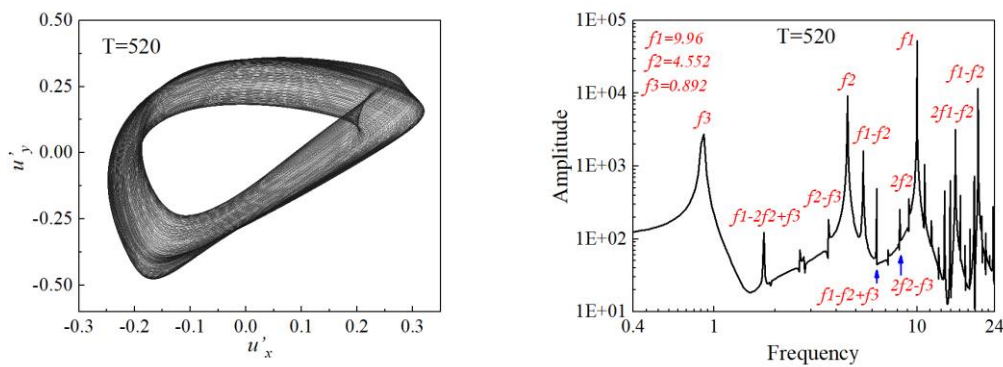 T=520
0.50
0.25
0.00
-0.25
-0.50
u'y
-0.3 -0.2 -0.1 0.0 0.1 0.2 0.3
u'x
T=520
f1=9.96
f2=4.552
f3=0.892
1E+05
1E+04
1E+03
1E+02
1E+01
Amplitude
f1
f1-f2
f2
2f1-f2
f3
f1-f2
f2-f3
2f2
f1-2f2+f3
f1-f2+f3
2f2-f3
0.4 1 10 24
Frequency